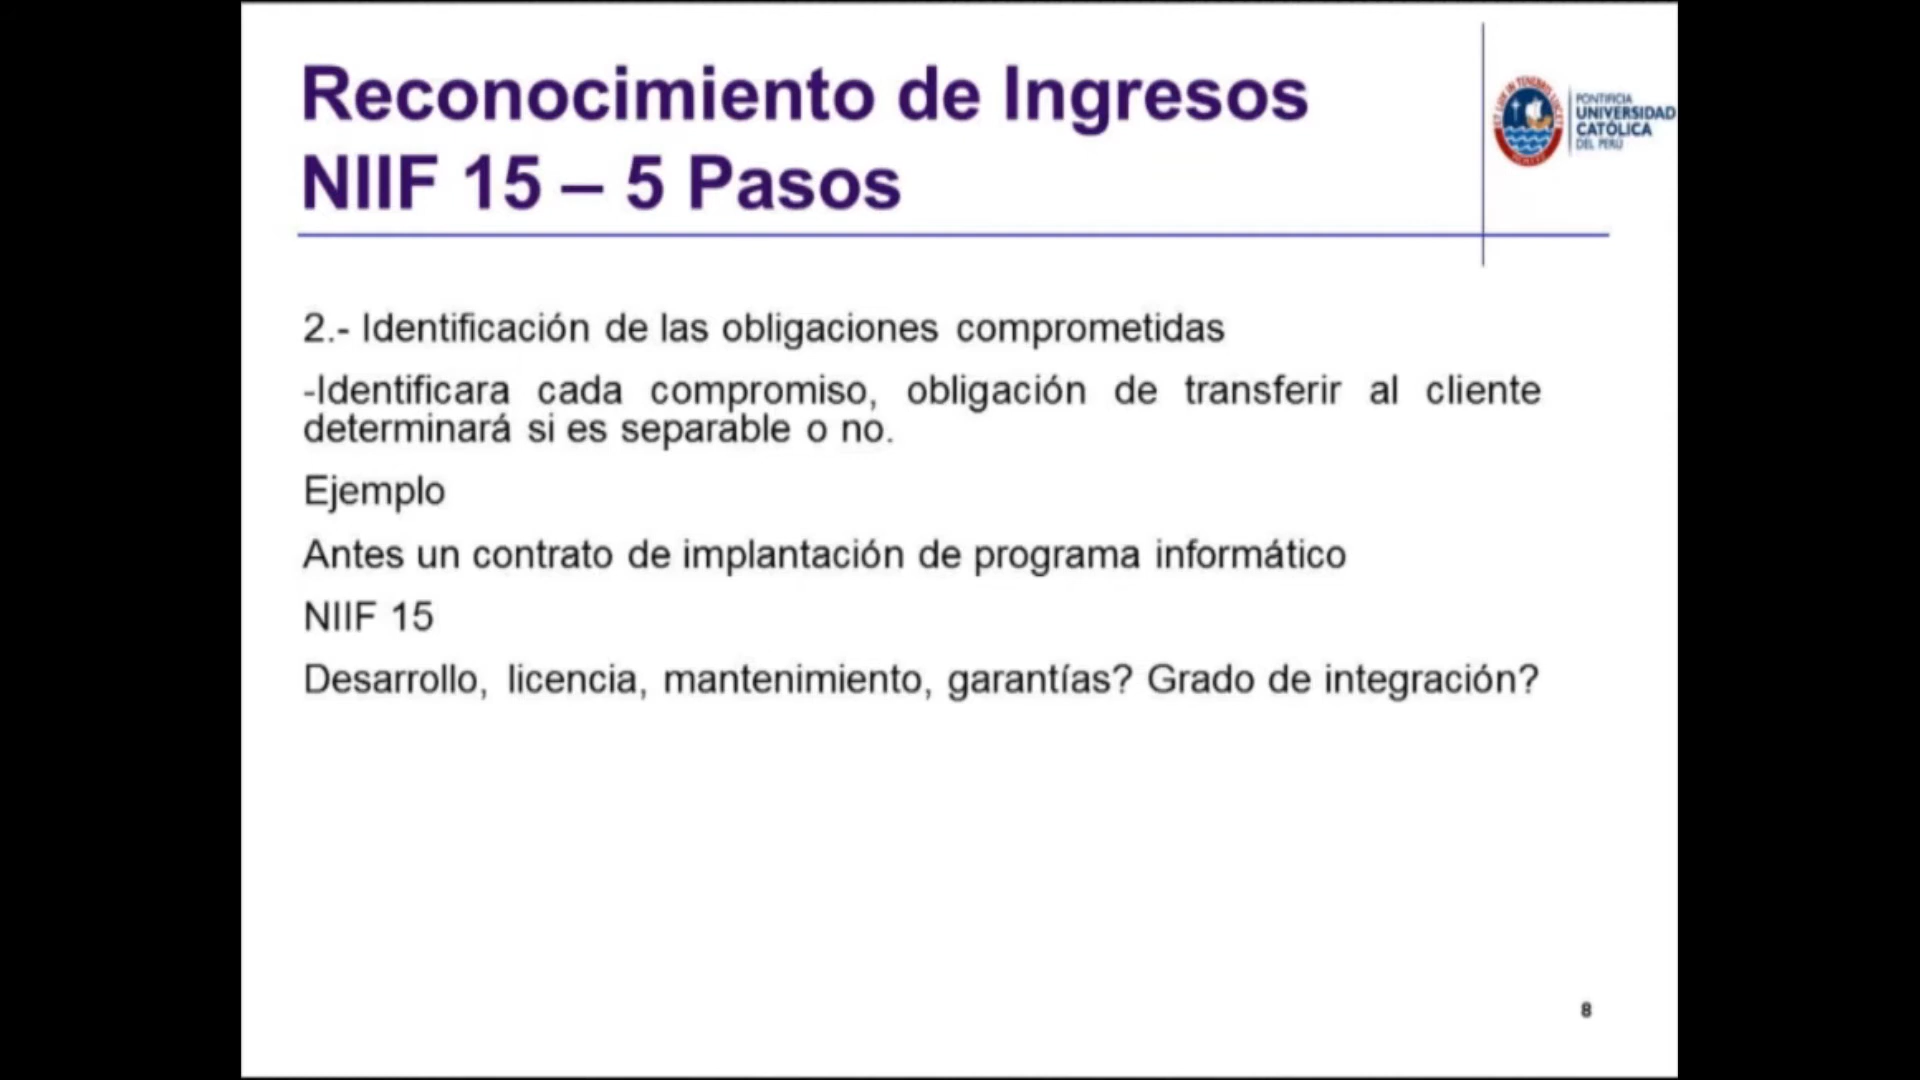 Reconocimiento de Ingresos
NIIF 15 – 5 Pasos
PONTIFICIA
UNIVERSIDAD
CATÓLICA
DEL PERÚ
2.- Identificación de las obligaciones comprometidas
-Identificara cada compromiso, obligación de transferir al cliente
determinará si es separable o no.
Ejemplo
Antes un contrato de implantación de programa informático
NIIF 15
Desarrollo, licencia, mantenimiento, garantías? Grado de integración?
8